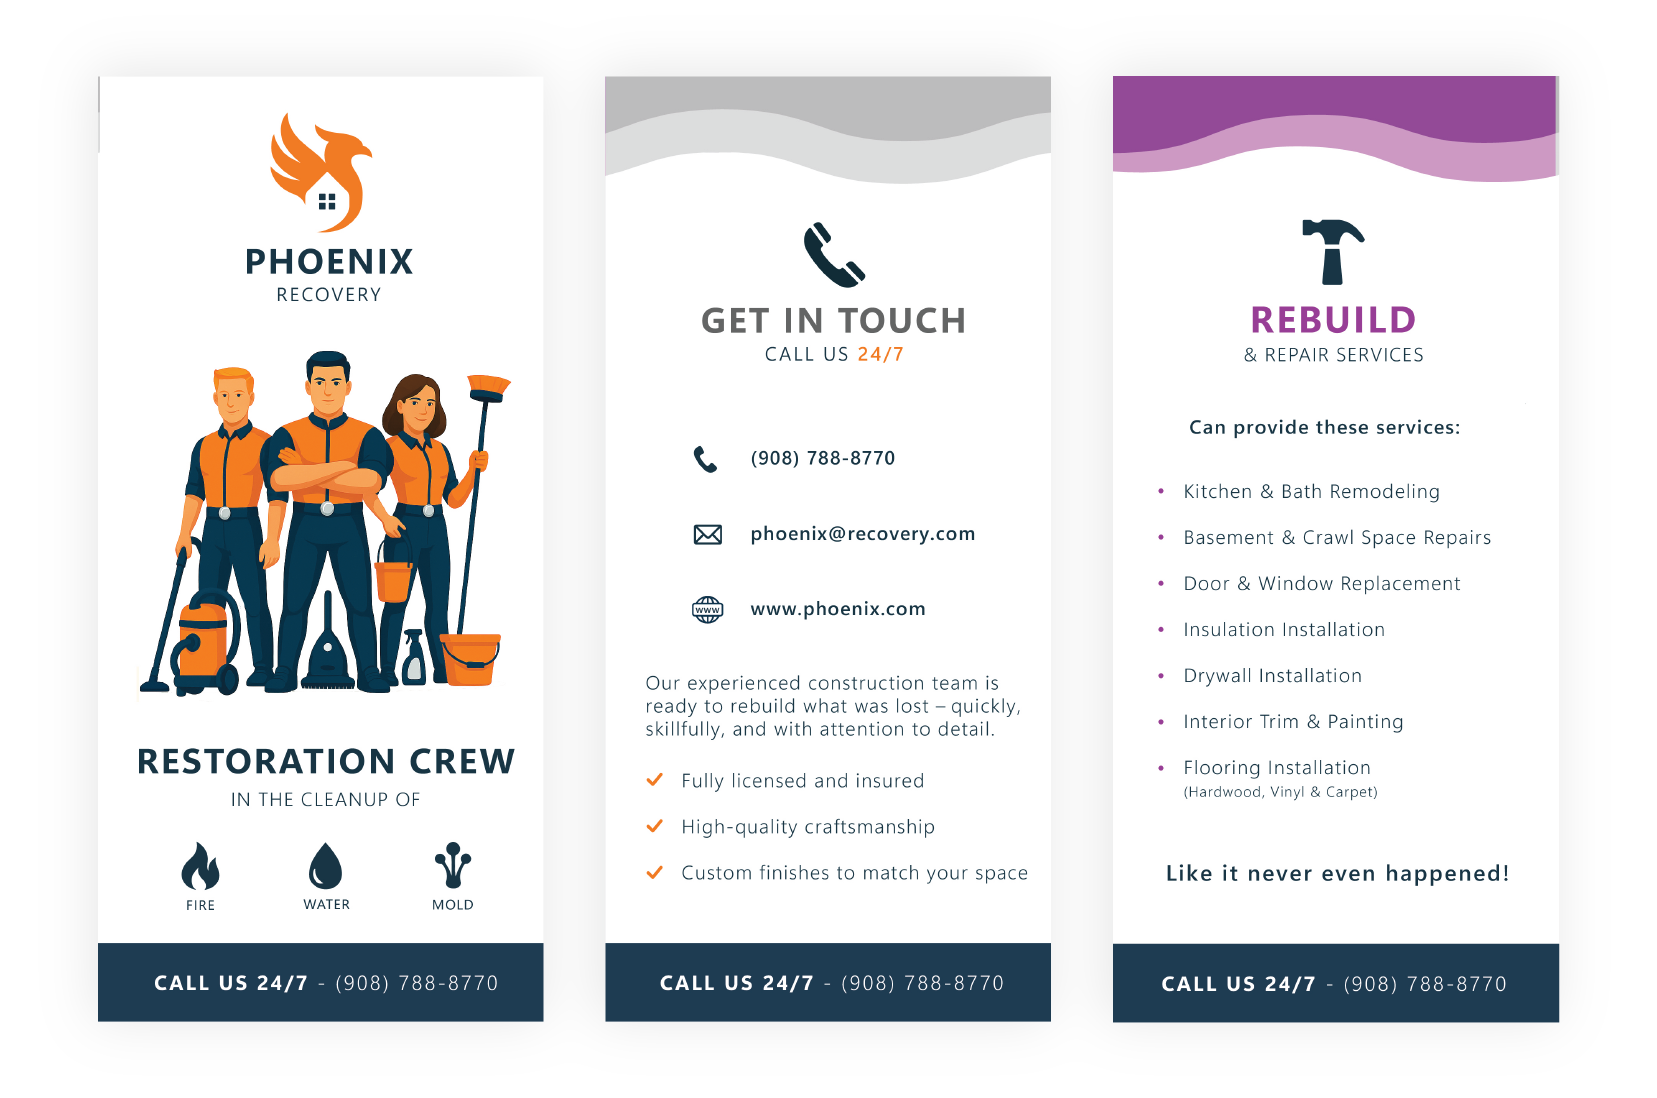 PHOENIX
RECOVERY
RESTORATION CREW
IN THE CLEANUP OF
FIRE
WATER
MOLD
CALL US 24/7 - (908) 788-8770
GET IN TOUCH
CALL US 24/7
(908) 788-8770
phoenix@recovery.com
www
www.phoenix.com
Our experienced construction team is
ready to rebuild what was lost – quickly,
skillfully, and with attention to detail.
Fully licensed and insured
High-quality craftsmanship
Custom finishes to match your space
CALL US 24/7 - (908) 788-8770
REBUILD
& REPAIR SERVICES
Can provide these services:
• Kitchen & Bath Remodeling
• Basement & Crawl Space Repairs
• Door & Window Replacement
• Insulation Installation
• Drywall Installation
• Interior Trim & Painting
• Flooring Installation
(Hardwood, Vinyl & Carpet)
Like it never even happened!
CALL US 24/7 - (908) 788-8770